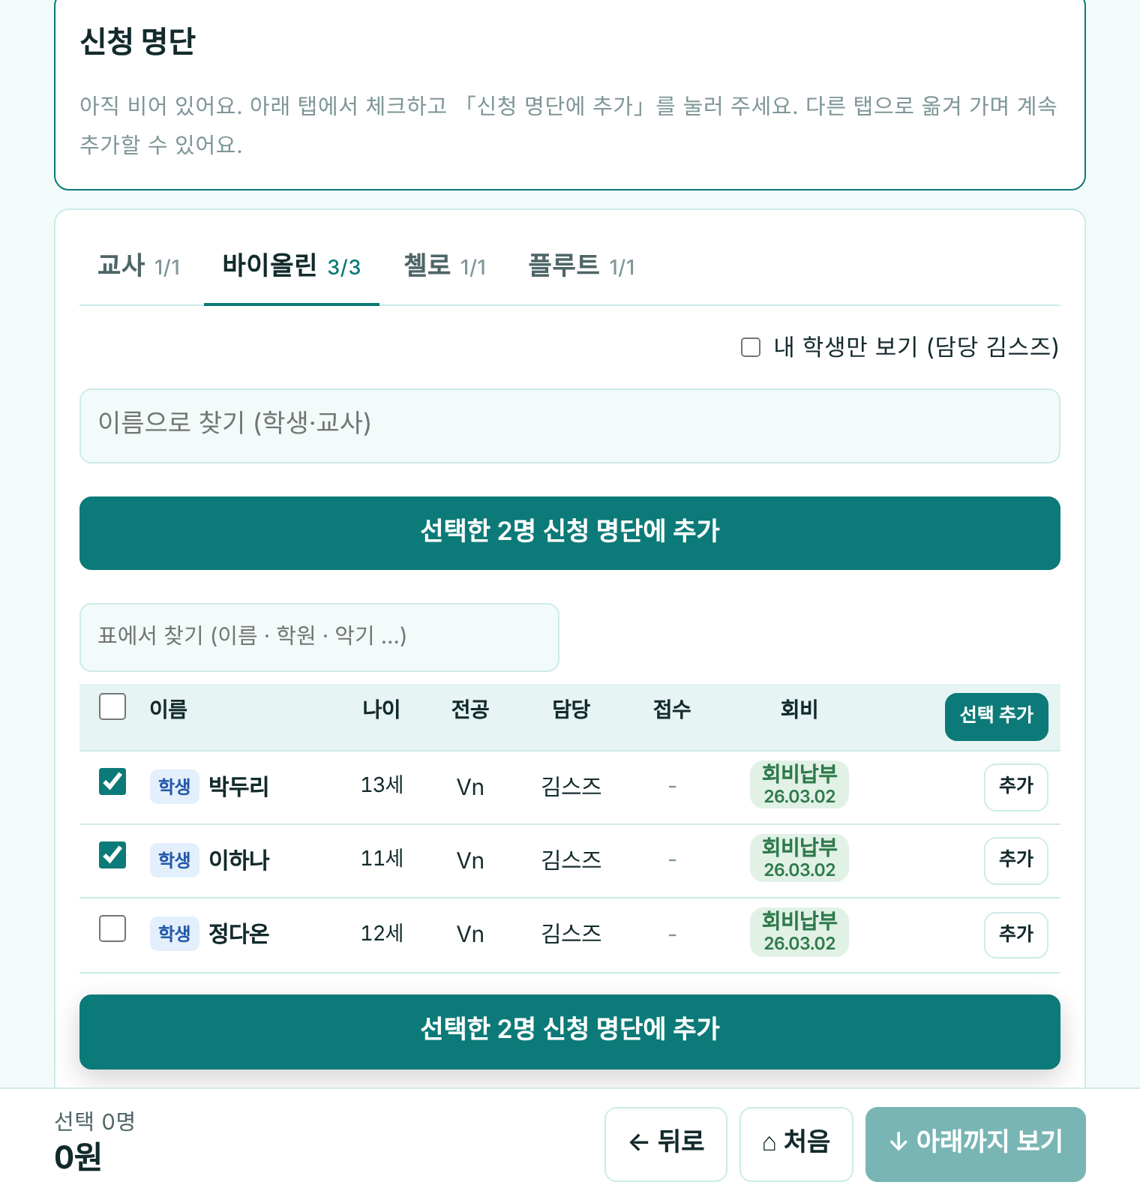 신청 명단
아직 비어 있어요. 아래 탭에서 체크하고 「신청 명단에 추가」를 눌러 주세요. 다른 탭으로 옮겨 가며 계속
추가할 수 있어요.
교사 1/1 바이올린 3/3 첼로 1/1 플루트 1/1
내 학생만 보기 (담당 김스즈)
이름으로 찾기 (학생·교사)
선택한 2명 신청 명단에 추가
표에서 찾기 (이름 · 학원 · 악기 ...)
이름 나이 전공 담당 접수 회비 선택 추가
학생 박두리 13세 Vn 김스즈 - 회비납부 26.03.02 추가
학생 이하나 11세 Vn 김스즈 - 회비납부 26.03.02 추가
학생 정다온 12세 Vn 김스즈 - 회비납부 26.03.02 추가
선택한 2명 신청 명단에 추가
선택 0명
0원
← 뒤로 ⌂ 처음 ↓ 아래까지 보기